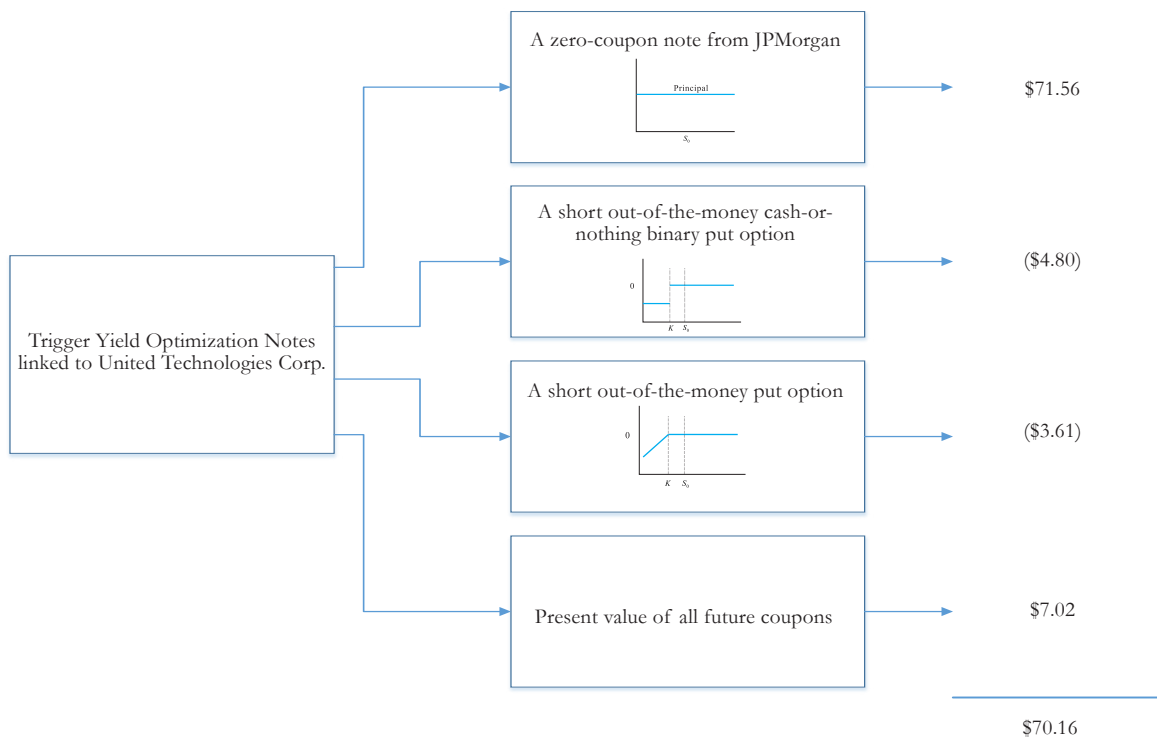 A zero-coupon note from JPMorgan
Principal
S0
$71.56
A short out-of-the-money cash-or-
nothing binary put option
0
K S0
($4.80)
Trigger Yield Optimization Notes
linked to United Technologies Corp.
A short out-of-the-money put option
0
K S0
($3.61)
Present value of all future coupons
$7.02
$70.16